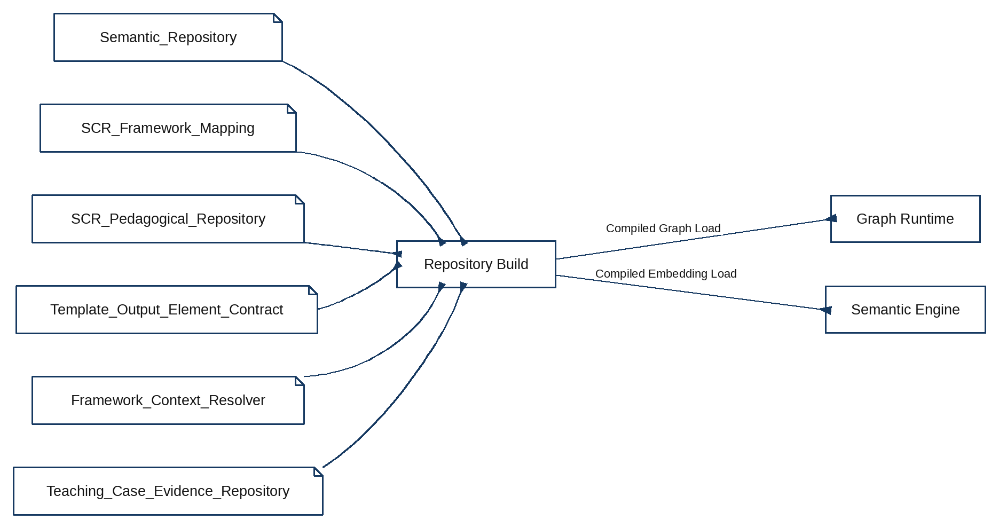 Semantic_Repository
SCR_Framework_Mapping
SCR_Pedagogical_Repository
Template_Output_Element_Contract
Framework_Context_Resolver
Teaching_Case_Evidence_Repository
Repository Build
Compiled Graph Load
Compiled Embedding Load
Graph Runtime
Semantic Engine